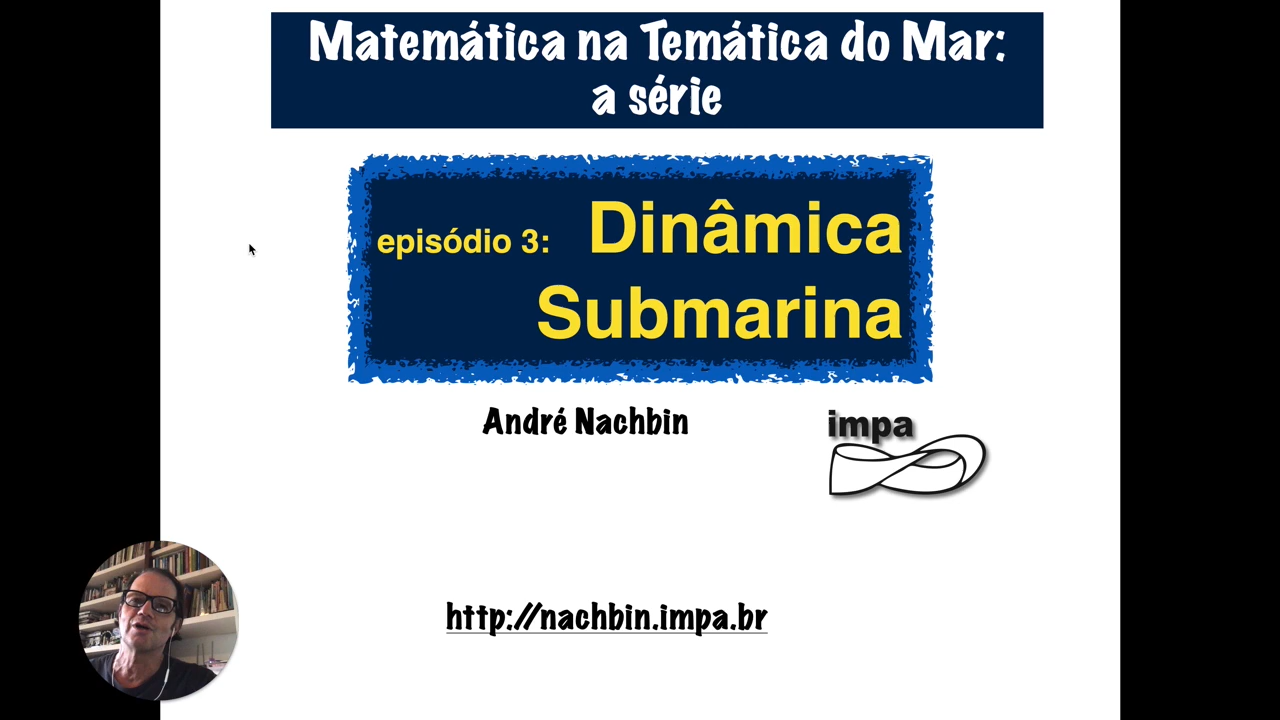 Matemática na Temática do Mar:
a série
episódio 3: Dinâmica
Submarina
André Nachbin
impa
http://nachbin.impa.br